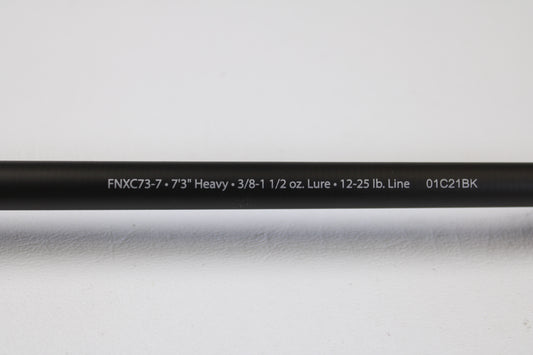 FNXC73-7 • 7'3" Heavy • 3/8-1 1/2 oz. Lure • 12-25 lb. Line 01C21BK